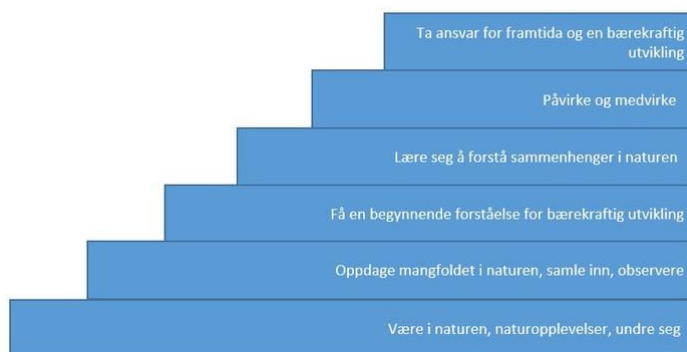 Ta ansvar for framtida og en bærekraftig
utvikling
Påvirke og medvirke
Lære seg å forstå sammenhenger i naturen
Få en begynnende forståelse for bærekraftig utvikling
Oppdage mangfoldet i naturen, samle inn, observere
Være i naturen, naturopplevelser, undre seg